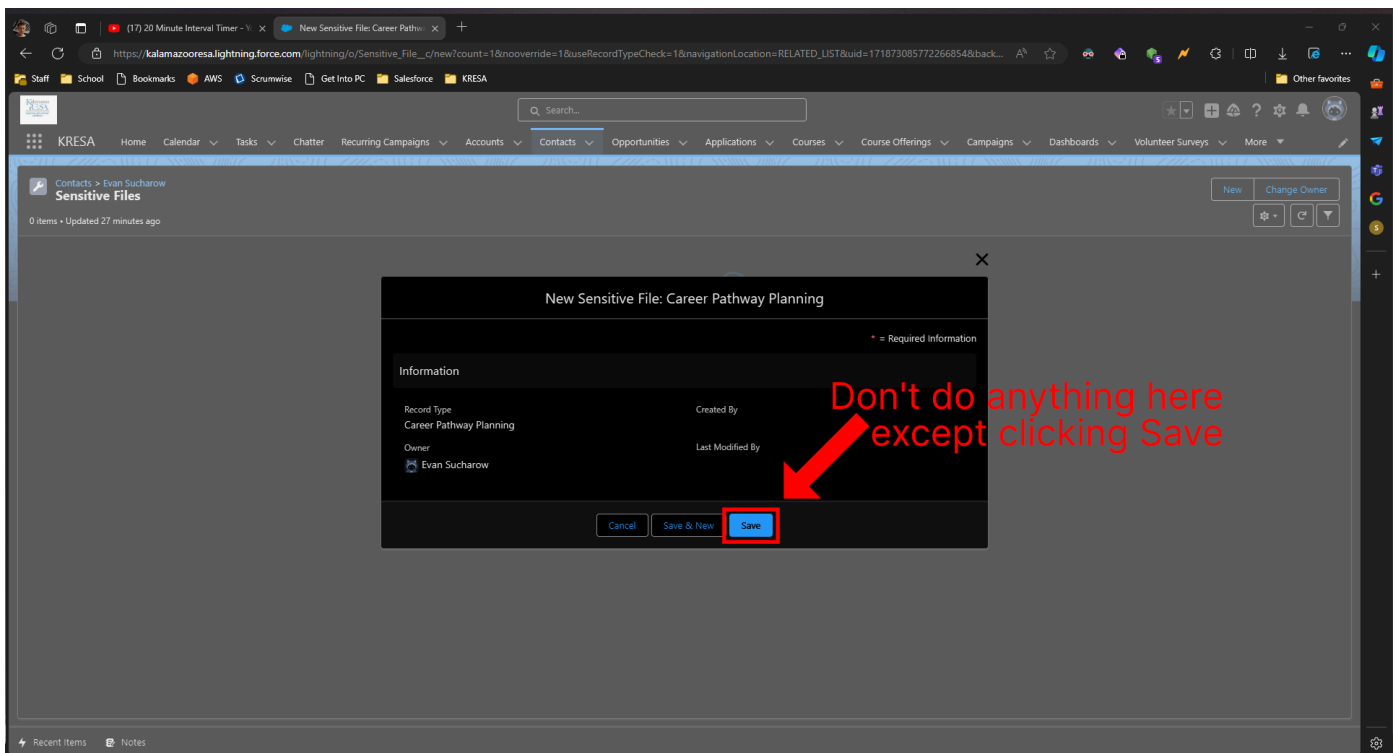 (17) 20 Minute Interval Timer - Y
New Sensitive File: Career Pathw
https://kalamazooresa.lightning.force.com/lightning/o/Sensitive_File__c/new?count=1&nooverride=1&useRecordTypeCheck=1&navigationLocation=RELATED_LIST&uid=171873085772266854&back...
Staff School Bookmarks AWS Scrumwise Get Into PC Salesforce KRESA Other favorites
Search...
KRESA Home Calendar Tasks Chatter Recurring Campaigns Accounts Contacts Opportunities Applications Courses Course Offerings Campaigns Dashboards Volunteer Surveys More
Contacts > Evan Sucharow
Sensitive Files
New Change Owner
0 items • Updated 27 minutes ago
New Sensitive File: Career Pathway Planning
* = Required Information
Information
Record Type
Career Pathway Planning
Created By
Owner
Evan Sucharow
Last Modified By
Don't do anything here
except clicking Save
Cancel Save & New Save
Recent Items Notes